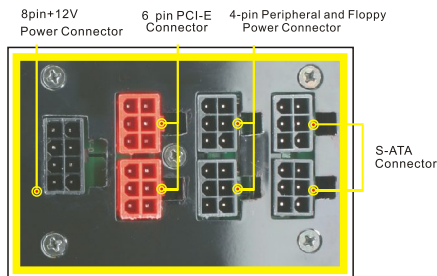 8pin+12V
Power Connector
6 pin PCI-E
Connector
4-pin Peripheral and Floppy
Power Connector
S-ATA
Connector